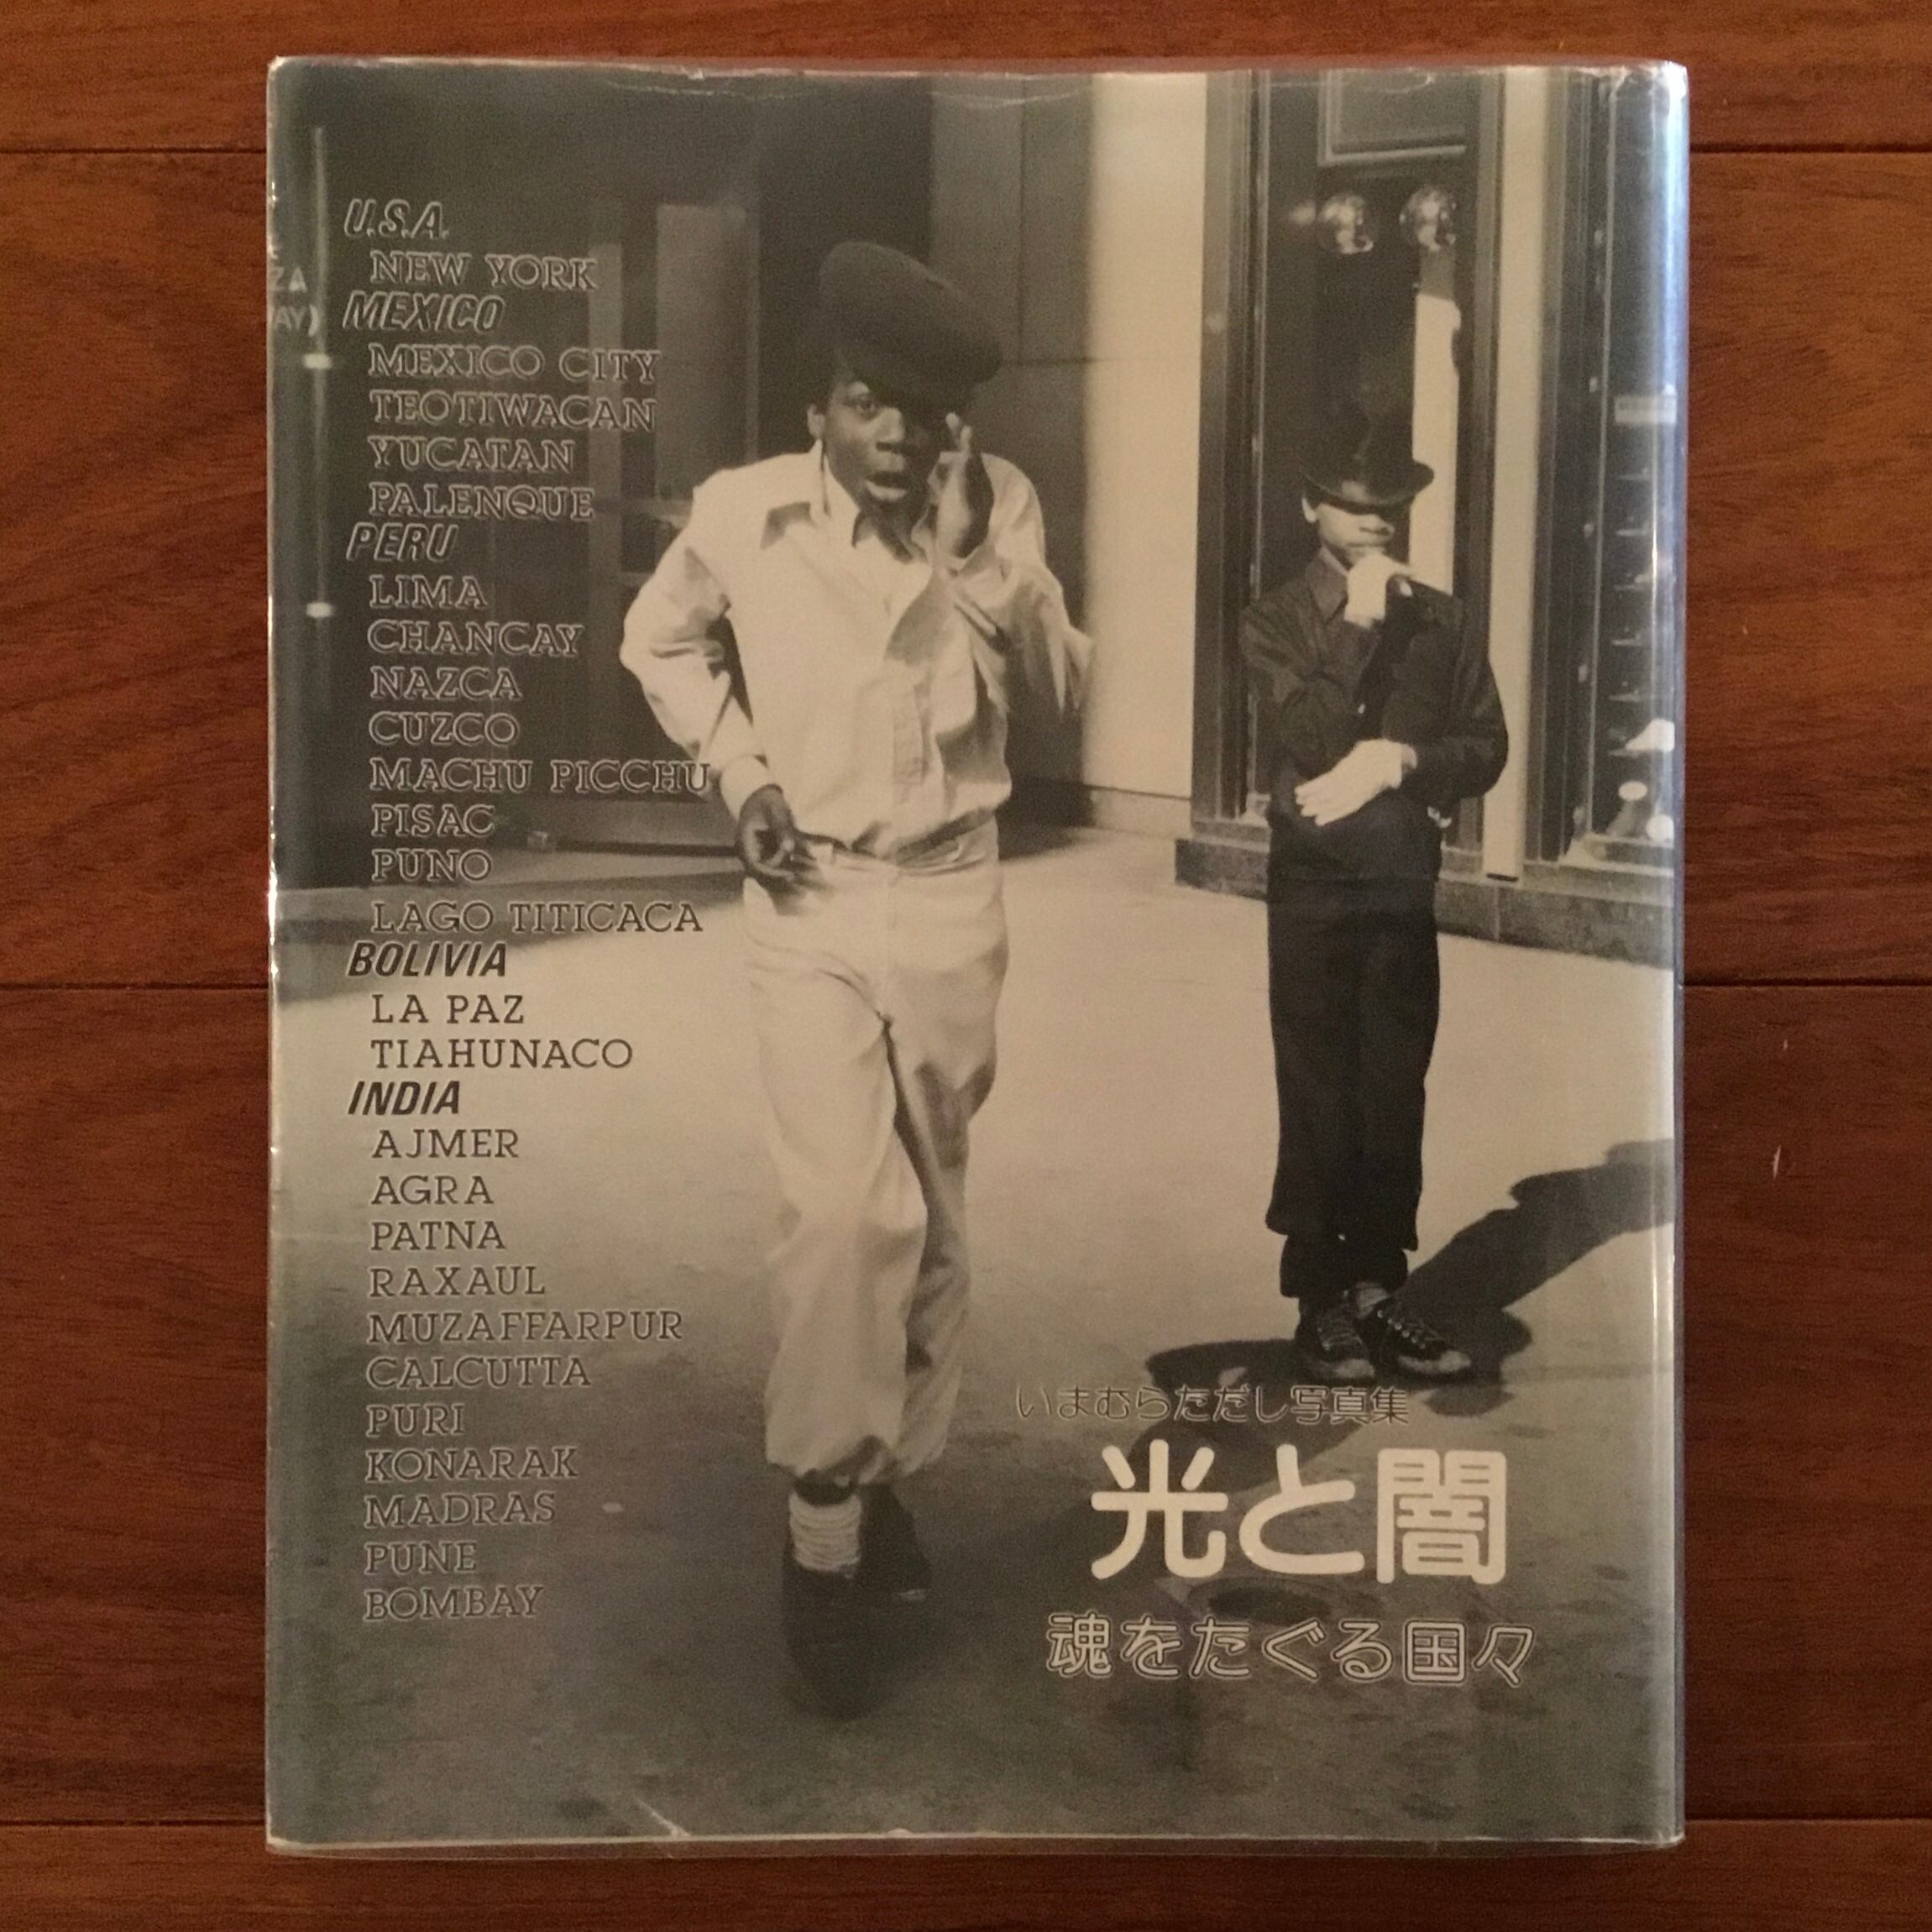 U.S.A.
NEW YORK
MEXICO
MEXICO CITY
TEOTIWACAN
YUCATAN
PALENQUE
PERU
LIMA
CHANCAY
NAZCA
CUZCO
MACHU PICCHU
PISAC
PUNO
LAGO TITICACA
BOLIVIA
LA PAZ
TIAHUNACO
INDIA
AJMER
AGRA
PATNA
RAXAUL
MUZAFFARPUR
CALCUTTA
PURI
KONARAK
MADRAS
PUNE
BOMBAY
いまむらただし写真集
光と闇
魂をたぐる国々